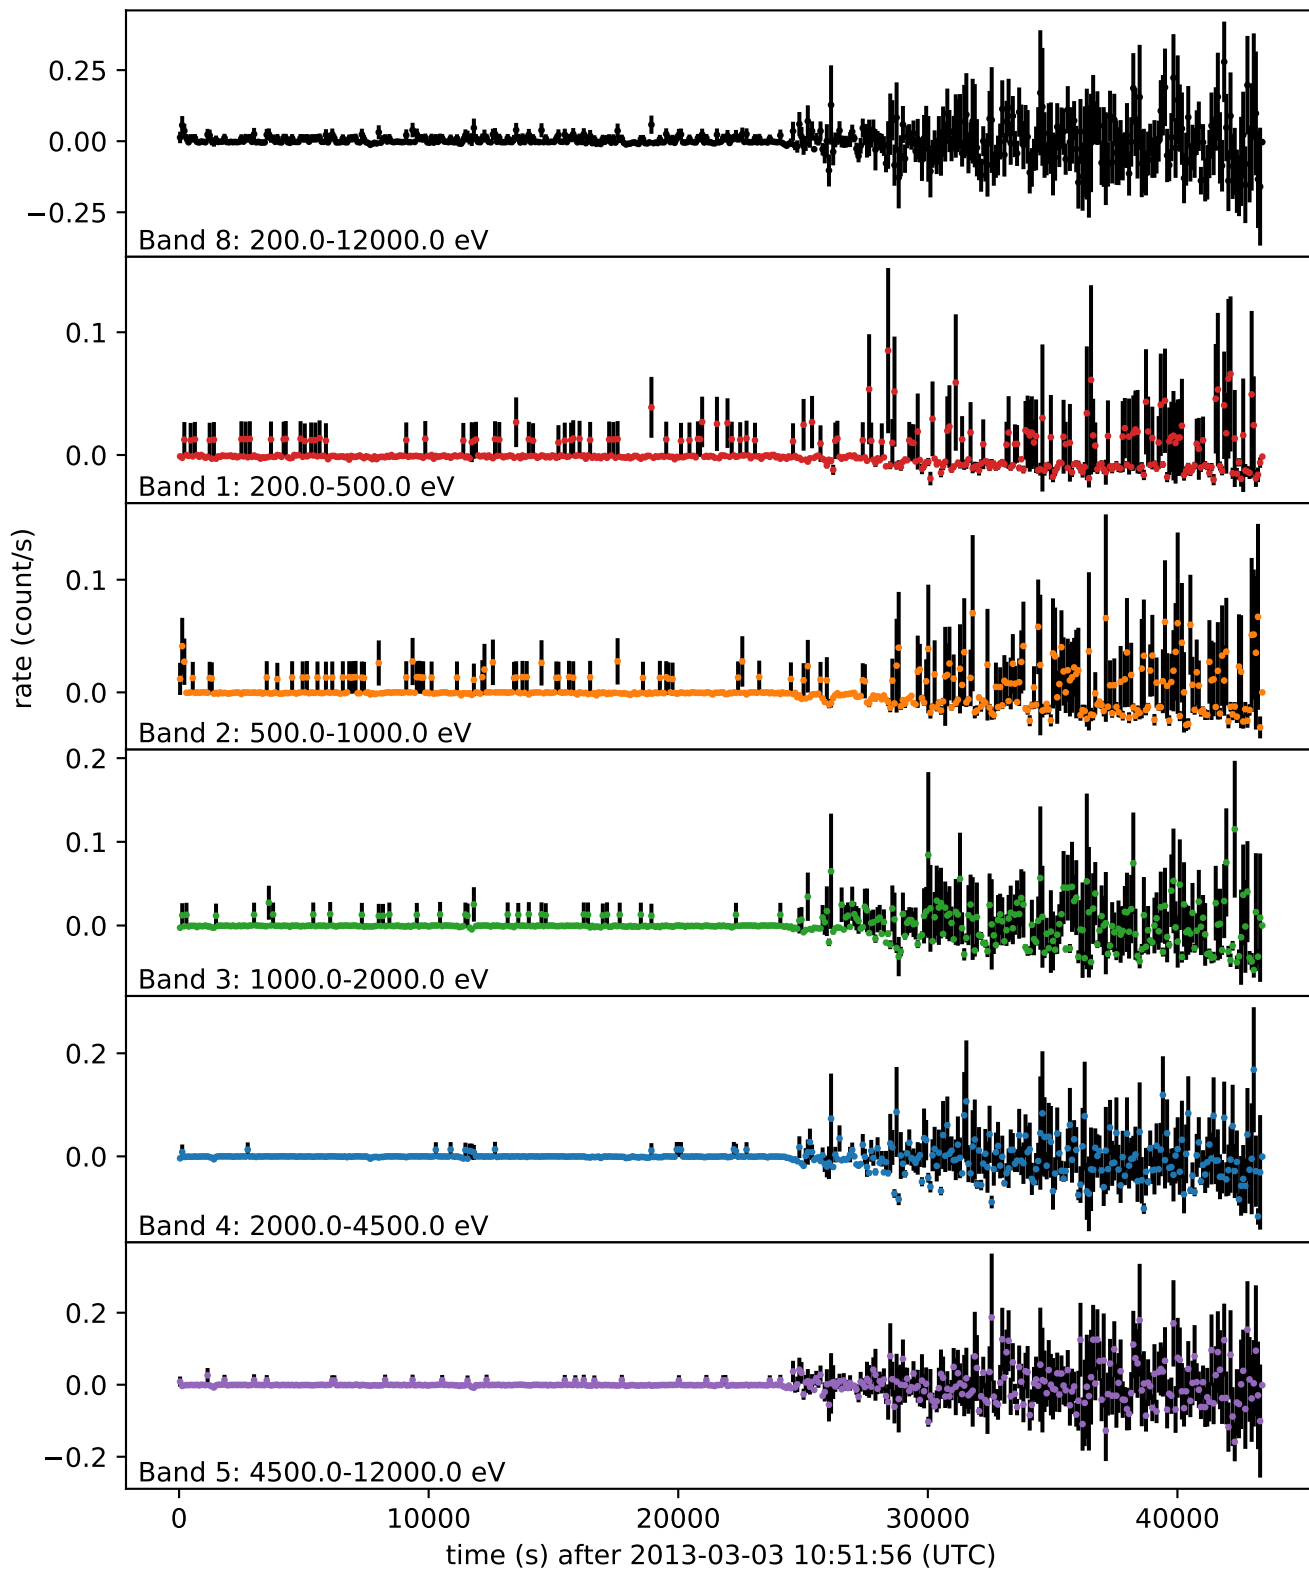 0.25
0.00
−0.25
Band 8: 200.0-12000.0 eV
0.1
0.0
Band 1: 200.0-500.0 eV
rate (count/s)
0.1
0.0
Band 2: 500.0-1000.0 eV
0.2
0.1
0.0
Band 3: 1000.0-2000.0 eV
0.2
0.0
Band 4: 2000.0-4500.0 eV
0.2
0.0
−0.2
Band 5: 4500.0-12000.0 eV
0 10000 20000 30000 40000
time (s) after 2013-03-03 10:51:56 (UTC)